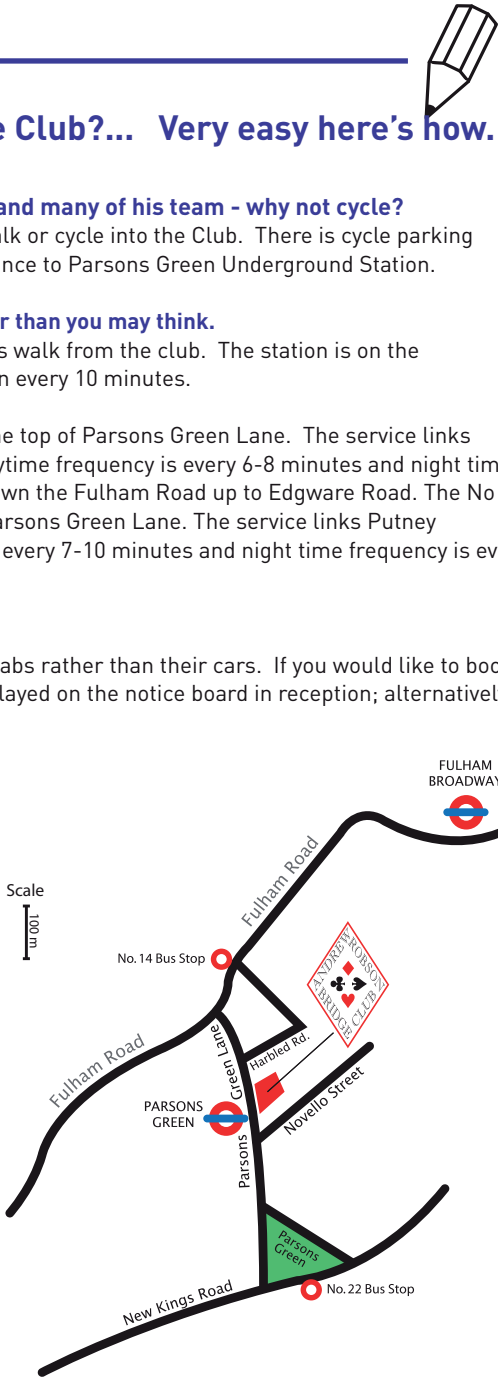 e Club?... Very easy here's how.
and many of his team - why not cycle?
alk or cycle into the Club. There is cycle parking
nce to Parsons Green Underground Station.
r than you may think.
s walk from the club. The station is on the
n every 10 minutes.
ne top of Parsons Green Lane. The service links
ytime frequency is every 6-8 minutes and night tim
wn the Fulham Road up to Edgware Road. The No
arsons Green Lane. The service links Putney
every 7-10 minutes and night time frequency is ev
abs rather than their cars. If you would like to boo
layed on the notice board in reception; alternativel
FULHAM
BROADWAY
Fulham Road
Scale
100 m
No. 14 Bus Stop
ANDREW ROBSON
BRIDGE CLUB
Fulham Road
Harbled Rd.
Parsons Green Lane
PARSONS
GREEN
Novello Street
Parsons
Green
No. 22 Bus Stop
New Kings Road